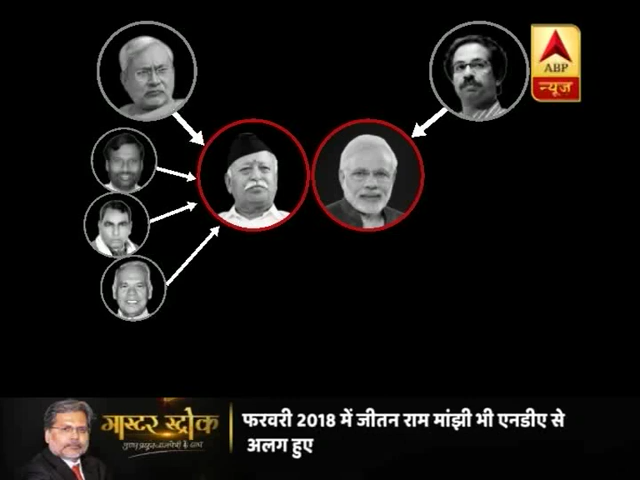 ABP
न्यूज़
मास्टर स्ट्रोक
फरवरी 2018 में जीतन राम मांझी भी एनडीए से
अलग हुए